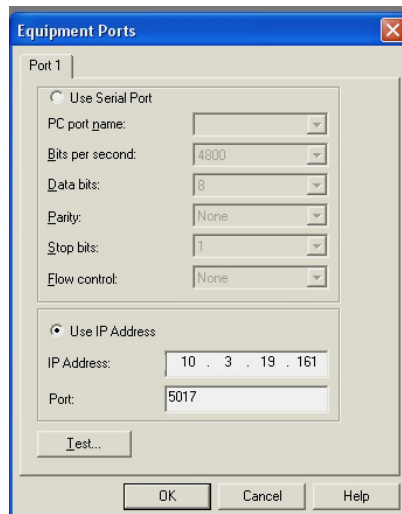 Equipment Ports
Port 1
Use Serial Port
PC port name:
Bits per second: 4800
Data bits: 8
Parity: None
Stop bits: 1
Flow control: None
Use IP Address
IP Address: 10 . 3 . 19 . 161
Port: 5017
Test...
OK Cancel Help